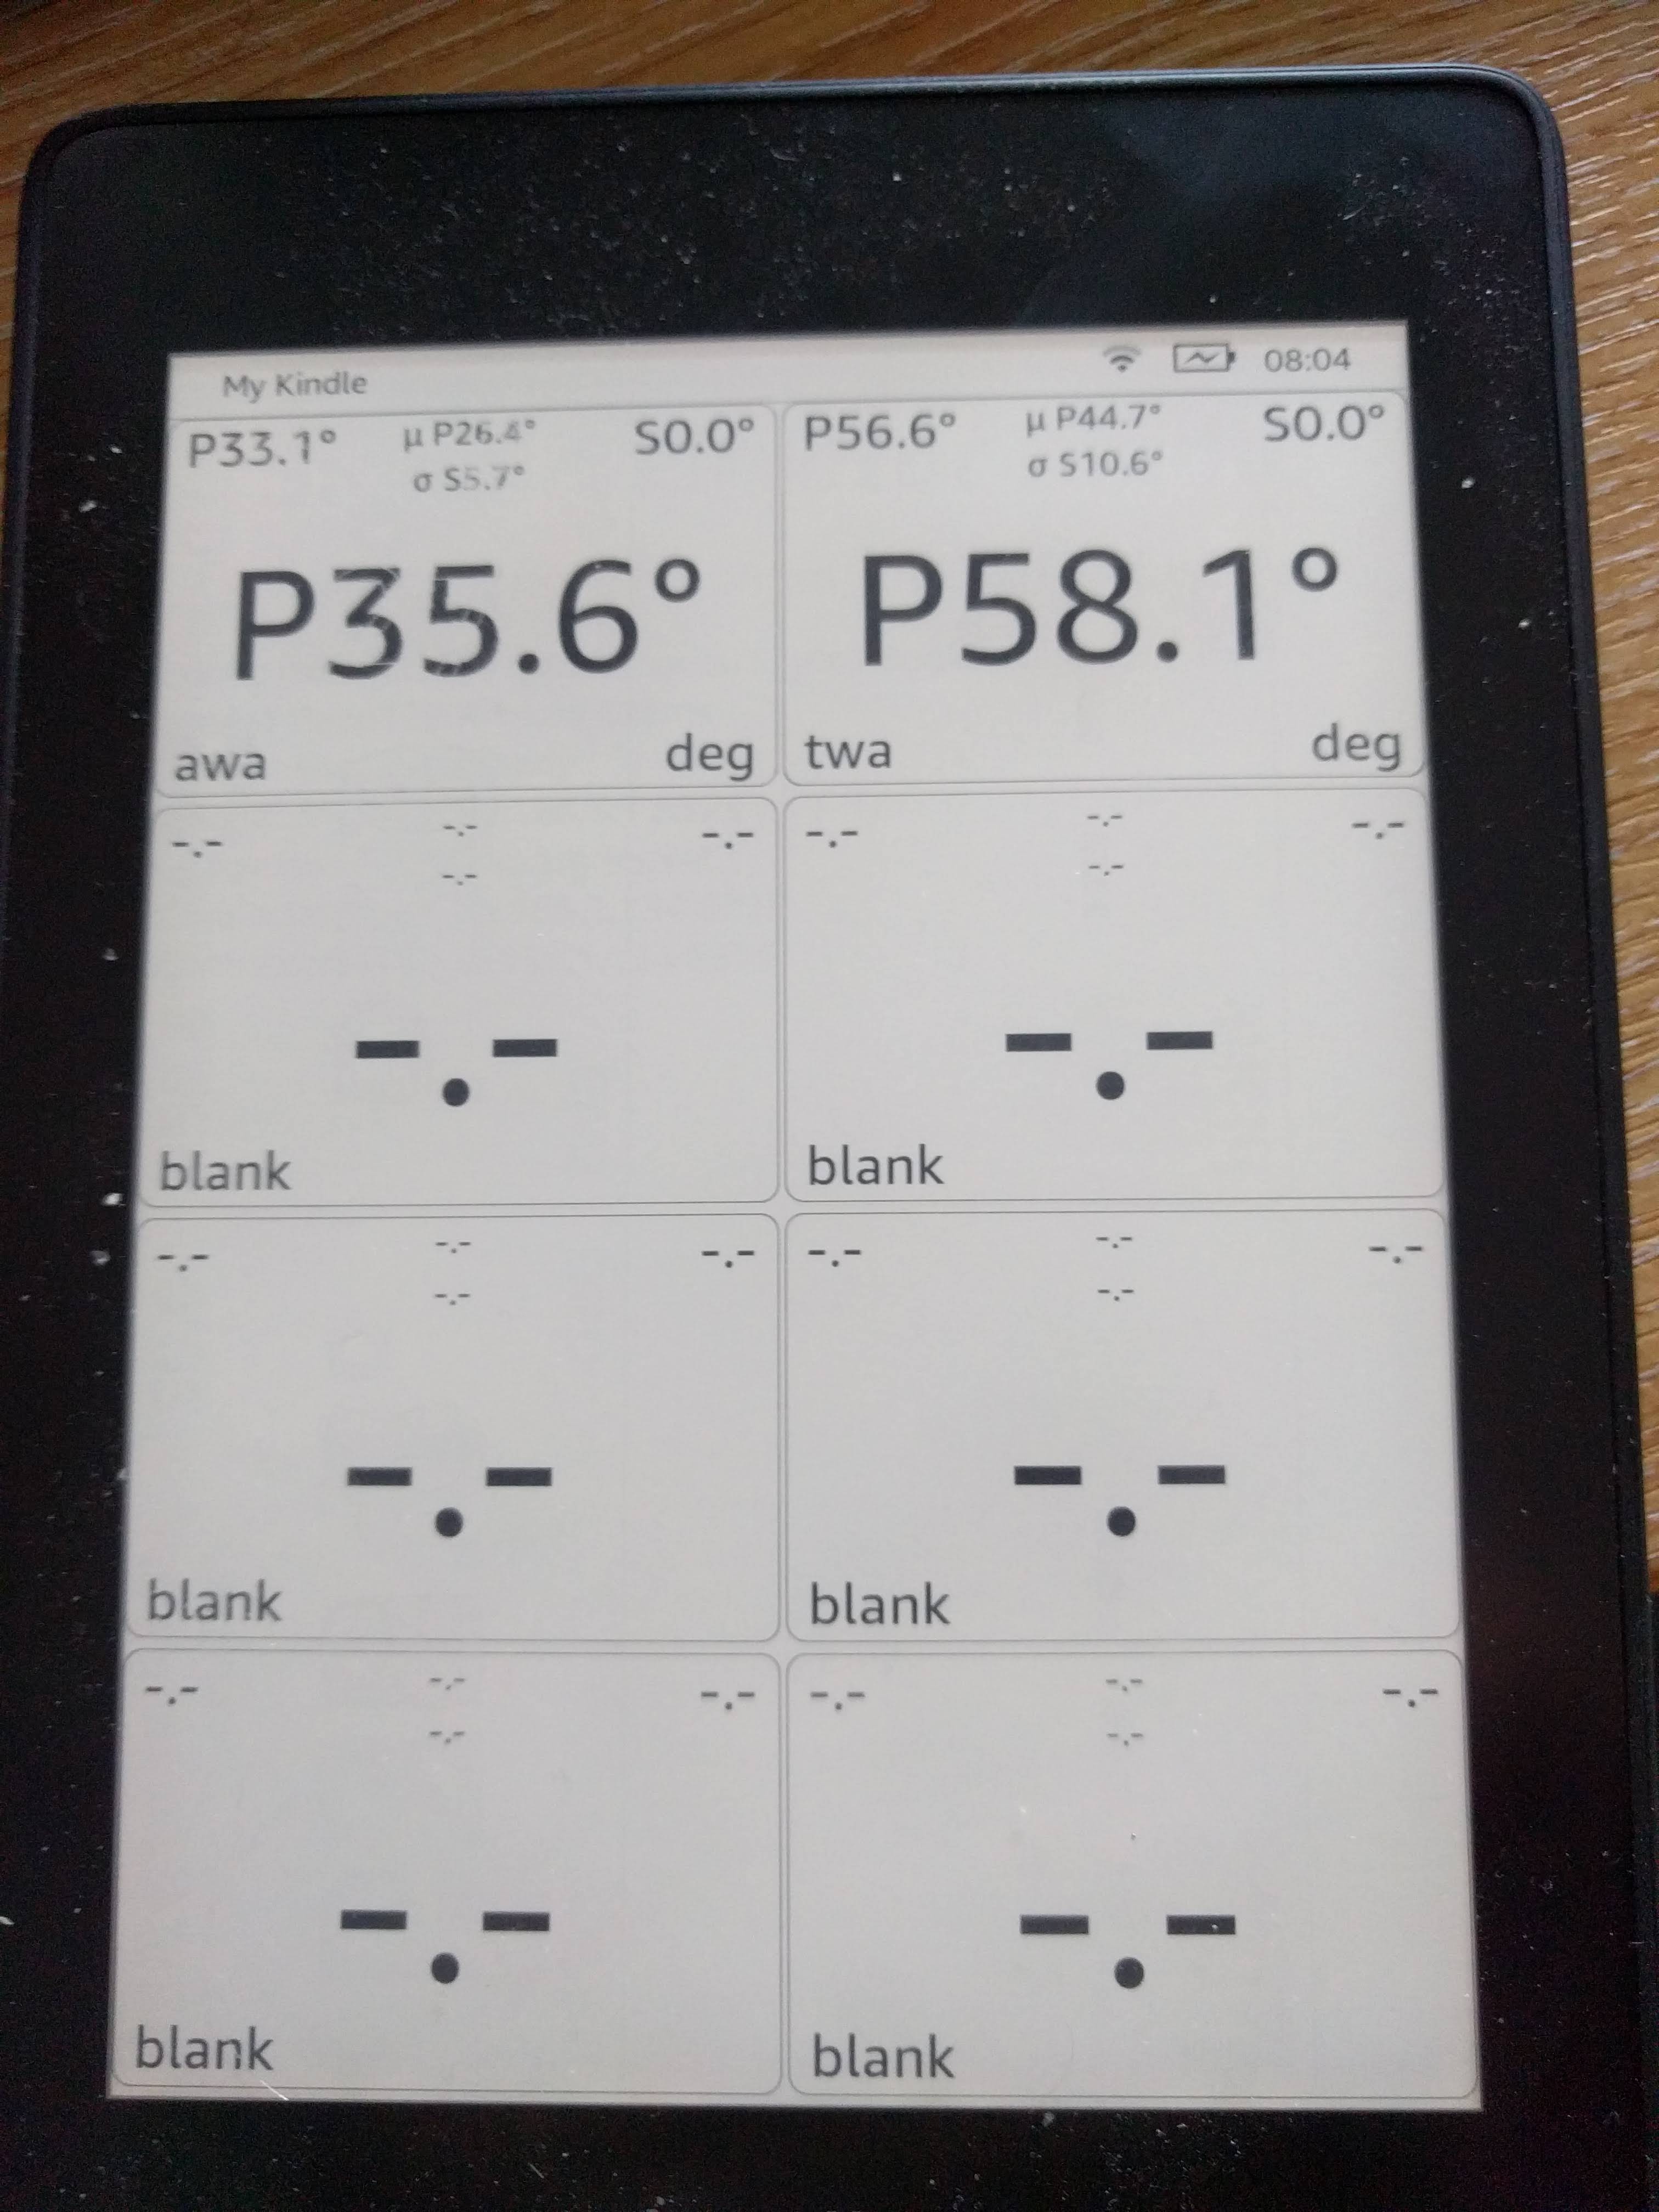 My Kindle 08:04
P33.1° μ P26.4° S0.0°
σ S5.7°
P35.6°
awa deg
P56.6° μ P44.7° S0.0°
σ S10.6°
P58.1°
twa deg
-.- -.- -.-
-.-
-.-
blank
-.- -.- -.-
-.-
-.-
blank
-.- -.- -.-
-.-
-.-
blank
-.- -.- -.-
-.-
-.-
blank
-.- -.- -.-
-.-
-.-
blank
-.- -.- -.-
-.-
-.-
blank